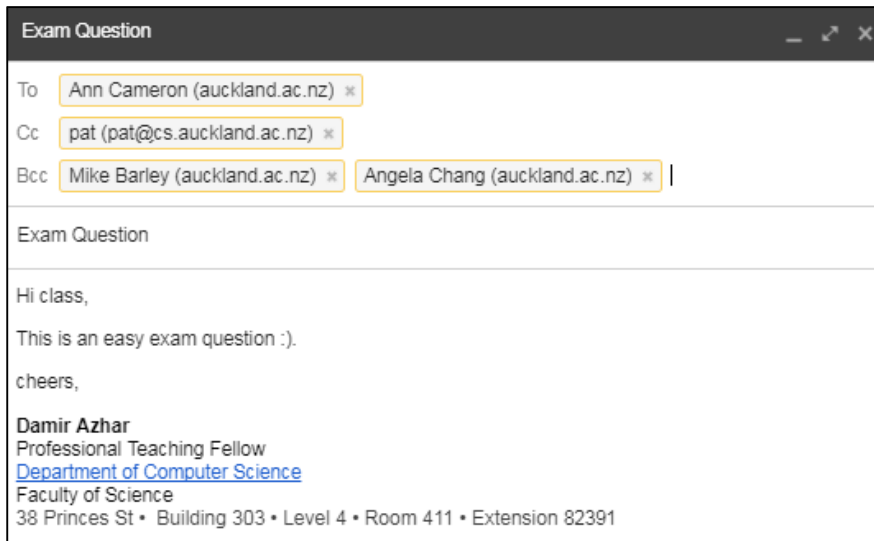 Exam Question
To Ann Cameron (auckland.ac.nz) ×
Cc pat (pat@cs.auckland.ac.nz) ×
Bcc Mike Barley (auckland.ac.nz) × Angela Chang (auckland.ac.nz) ×
Exam Question
Hi class,
This is an easy exam question :).
cheers,
Damir Azhar
Professional Teaching Fellow
Department of Computer Science
Faculty of Science
38 Princes St • Building 303 • Level 4 • Room 411 • Extension 82391